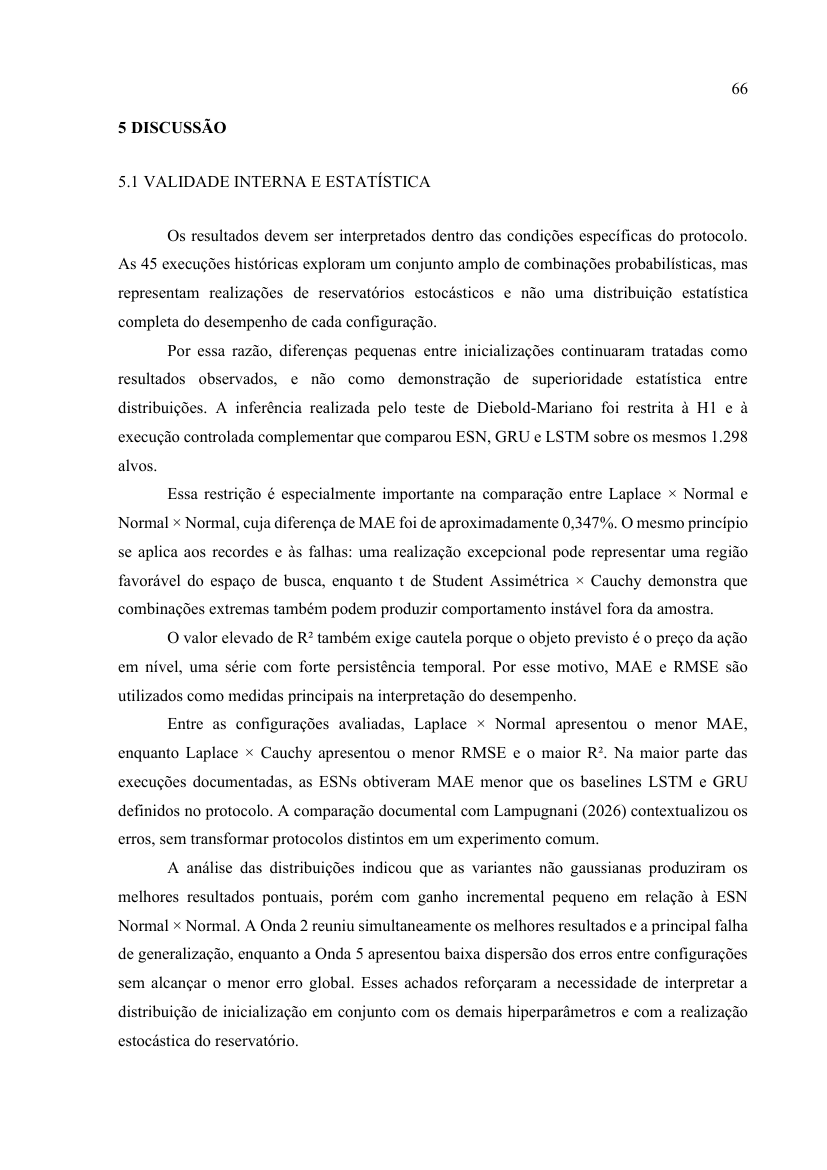 66
5 DISCUSSÃO
5.1 VALIDADE INTERNA E ESTATÍSTICA
Os resultados devem ser interpretados dentro das condições específicas do protocolo.
As 45 execuções históricas exploram um conjunto amplo de combinações probabilísticas, mas
representam realizações de reservatórios estocásticos e não uma distribuição estatística
completa do desempenho de cada configuração.
Por essa razão, diferenças pequenas entre inicializações continuaram tratadas como
resultados observados, e não como demonstração de superioridade estatística entre
distribuições. A inferência realizada pelo teste de Diebold-Mariano foi restrita à H1 e à
execução controlada complementar que comparou ESN, GRU e LSTM sobre os mesmos 1.298
alvos.
Essa restrição é especialmente importante na comparação entre Laplace × Normal e
Normal × Normal, cuja diferença de MAE foi de aproximadamente 0,347%. O mesmo princípio
se aplica aos recordes e às falhas: uma realização excepcional pode representar uma região
favorável do espaço de busca, enquanto t de Student Assimétrica × Cauchy demonstra que
combinações extremas também podem produzir comportamento instável fora da amostra.
O valor elevado de R² também exige cautela porque o objeto previsto é o preço da ação
em nível, uma série com forte persistência temporal. Por esse motivo, MAE e RMSE são
utilizados como medidas principais na interpretação do desempenho.
Entre as configurações avaliadas, Laplace × Normal apresentou o menor MAE,
enquanto Laplace × Cauchy apresentou o menor RMSE e o maior R². Na maior parte das
execuções documentadas, as ESNs obtiveram MAE menor que os baselines LSTM e GRU
definidos no protocolo. A comparação documental com Lampugnani (2026) contextualizou os
erros, sem transformar protocolos distintos em um experimento comum.
A análise das distribuições indicou que as variantes não gaussianas produziram os
melhores resultados pontuais, porém com ganho incremental pequeno em relação à ESN
Normal × Normal. A Onda 2 reuniu simultaneamente os melhores resultados e a principal falha
de generalização, enquanto a Onda 5 apresentou baixa dispersão dos erros entre configurações
sem alcançar o menor erro global. Esses achados reforçaram a necessidade de interpretar a
distribuição de inicialização em conjunto com os demais hiperparâmetros e com a realização
estocástica do reservatório.